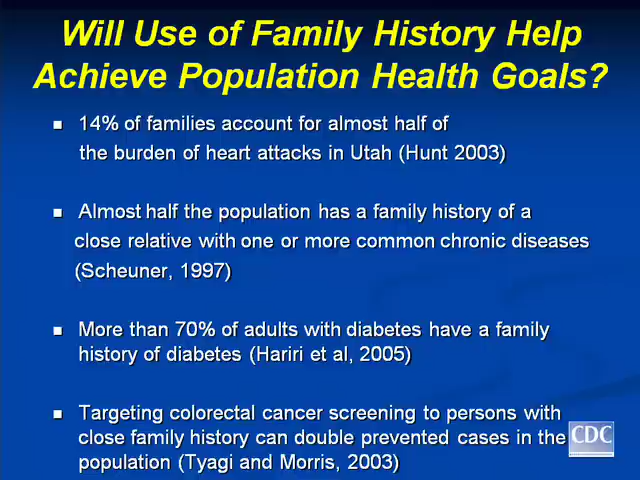 Will Use of Family History Help
Achieve Population Health Goals?
14% of families account for almost half of
the burden of heart attacks in Utah (Hunt 2003)
Almost half the population has a family history of a
close relative with one or more common chronic diseases
(Scheuner, 1997)
More than 70% of adults with diabetes have a family
history of diabetes (Hariri et al, 2005)
Targeting colorectal cancer screening to persons with
close family history can double prevented cases in the
population (Tyagi and Morris, 2003)
CDC